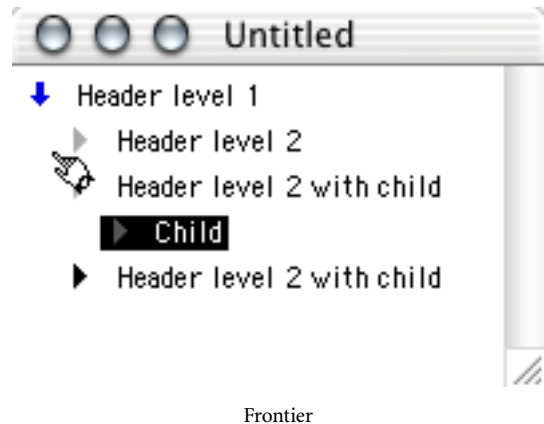 Untitled
Header level 1
Header level 2
Header level 2 with child
Child
Header level 2 with child
Frontier